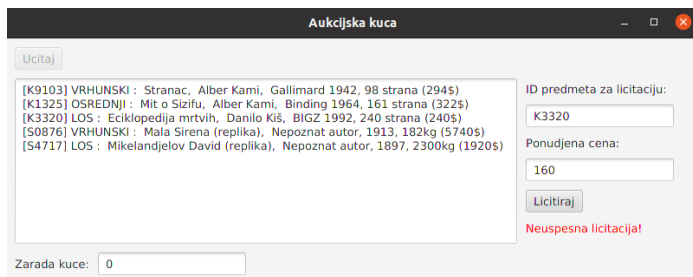 Aukcijska kuca
Ucitaj
[K9103] VRHUNSKI : Stranac, Alber Kami, Gallimard 1942, 98 strana (294$)
[K1325] OSREDNJI : Mit o Sizifu, Alber Kami, Binding 1964, 161 strana (322$)
[K3320] LOS : Eciklopedija mrtvih, Danilo Kiš, BIGZ 1992, 240 strana (240$)
[S0876] VRHUNSKI : Mala Sirena (replika), Nepoznat autor, 1913, 182kg (5740$)
[S4717] LOS : Mikelandjelov David (replika), Nepoznat autor, 1897, 2300kg (1920$)
ID predmeta za licitaciju:
K3320
Ponudjena cena:
160
Licitiraj
Neuspesna licitacija!
Zarada kuce: 0